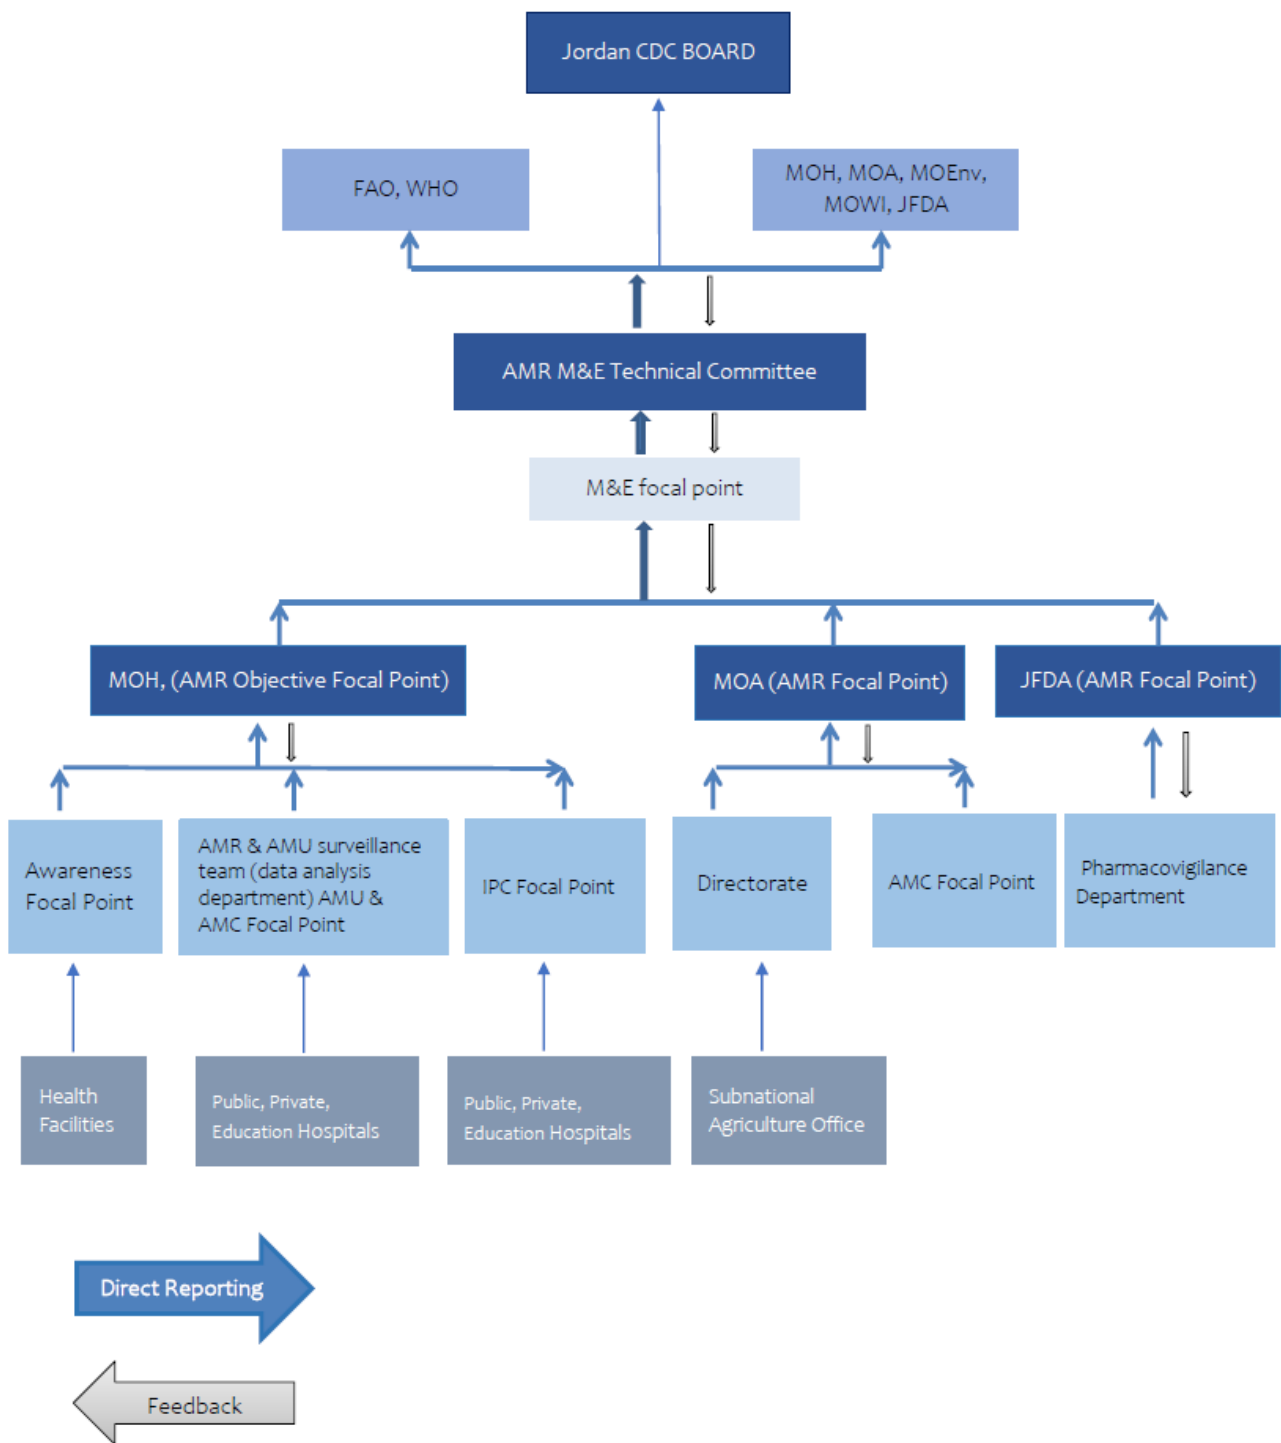 Jordan CDC BOARD
FAO, WHO
MOH, MOA, MOEnv,
MOWI, JFDA
AMR M&E Technical Committee
M&E focal point
MOH, (AMR Objective Focal Point)
MOA (AMR Focal Point)
JFDA (AMR Focal Point)
Awareness
Focal Point
AMR & AMU surveillance
team (data analysis
department) AMU &
AMC Focal Point
IPC Focal Point
Directorate
AMC Focal Point
Pharmacovigilance
Department
Health
Facilities
Public, Private,
Education Hospitals
Public, Private,
Education Hospitals
Subnational
Agriculture Office
Direct Reporting
Feedback